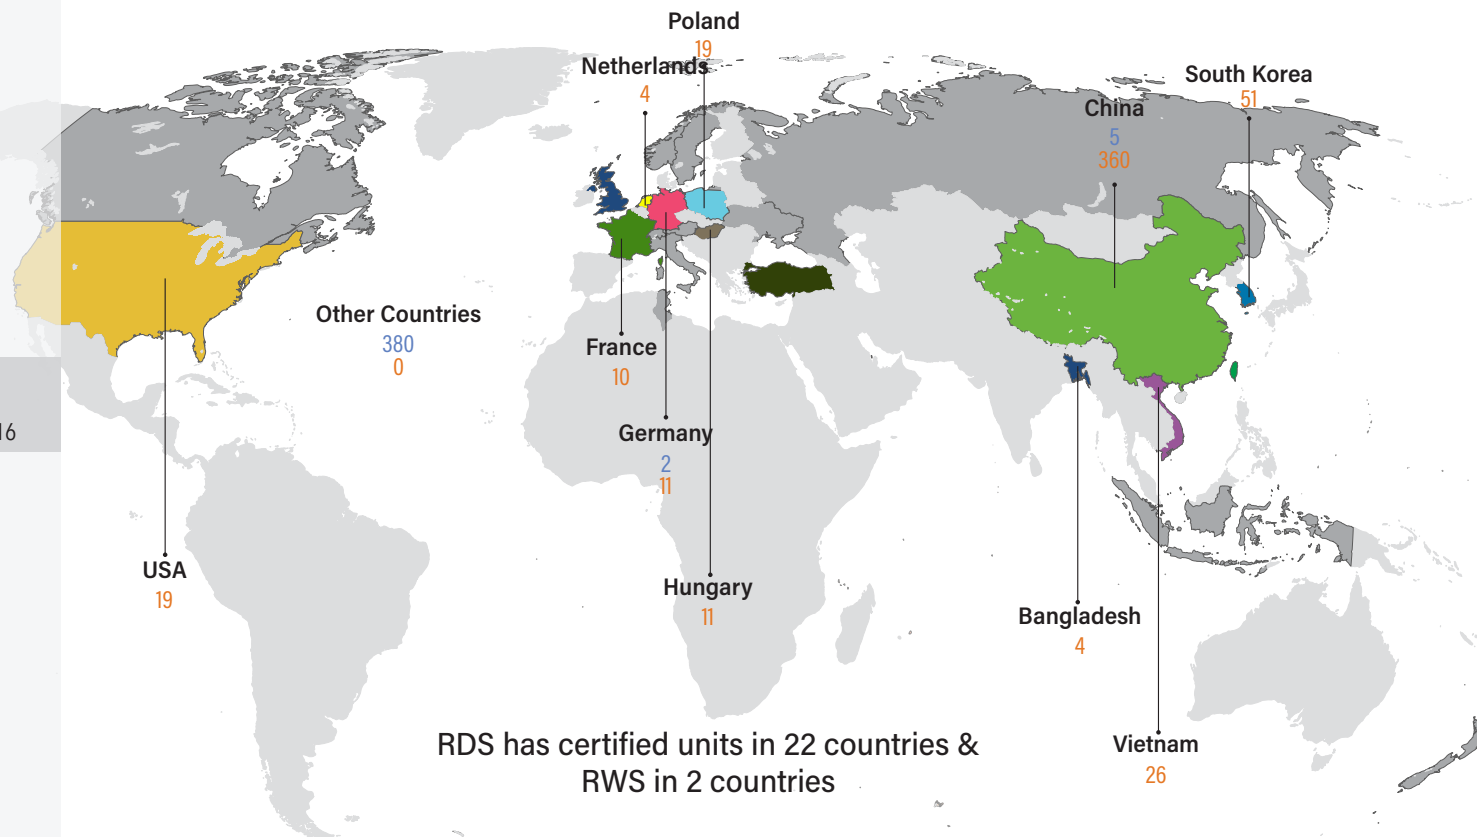 Poland
19
Netherlands
4
South Korea
51
China
5
360
Other Countries
380
0
France
10
Germany
2
11
16
USA
19
Hungary
11
Bangladesh
4
Vietnam
26
RDS has certified units in 22 countries &
RWS in 2 countries